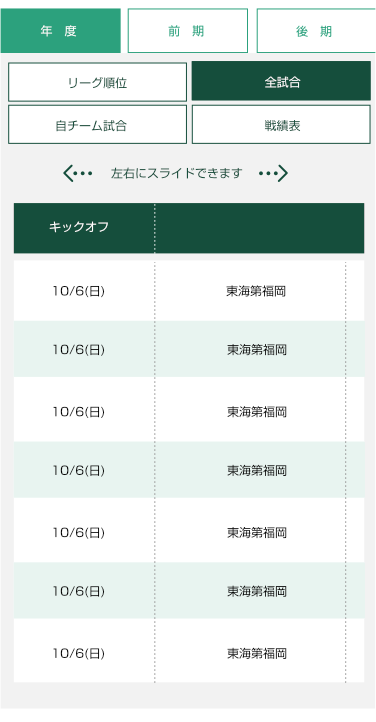 年 度 前 期 後 期
リーグ順位 全試合
自チーム試合 戦績表
左右にスライドできます
キックオフ
10/6(日) 東海第福岡
10/6(日) 東海第福岡
10/6(日) 東海第福岡
10/6(日) 東海第福岡
10/6(日) 東海第福岡
10/6(日) 東海第福岡
10/6(日) 東海第福岡